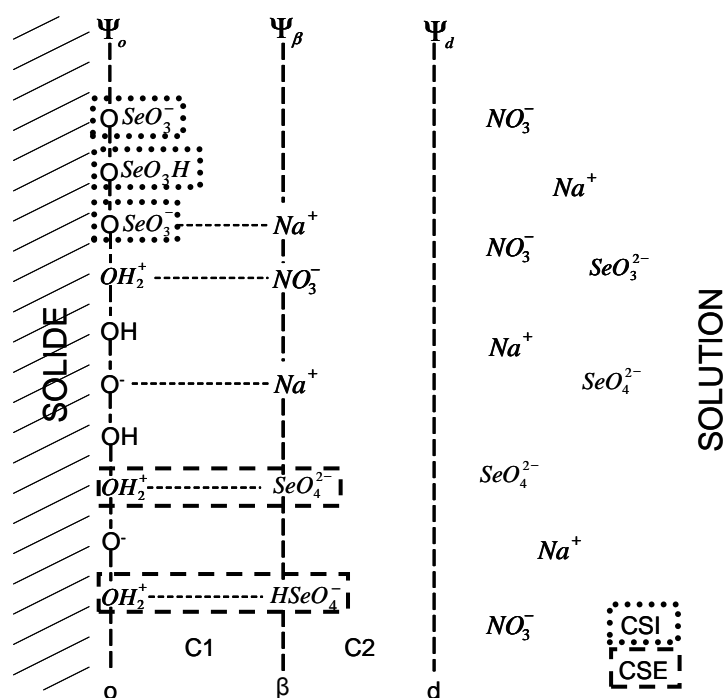 Ψo Ψβ Ψd
O SeO₃⁻ NO₃⁻
O SeO₃H Na⁺
O SeO₃⁻ Na⁺
NO₃⁻
OH₂⁺ NO₃⁻ SeO₃²⁻
SOLIDE
SOLUTION
OH Na⁺
O⁻ Na⁺ SeO₄²⁻
OH
OH₂⁺ SeO₄²⁻ SeO₄²⁻
O⁻ Na⁺
OH₂⁺ HSeO₄⁻ NO₃⁻
CSI
C1 C2
CSE
o β d